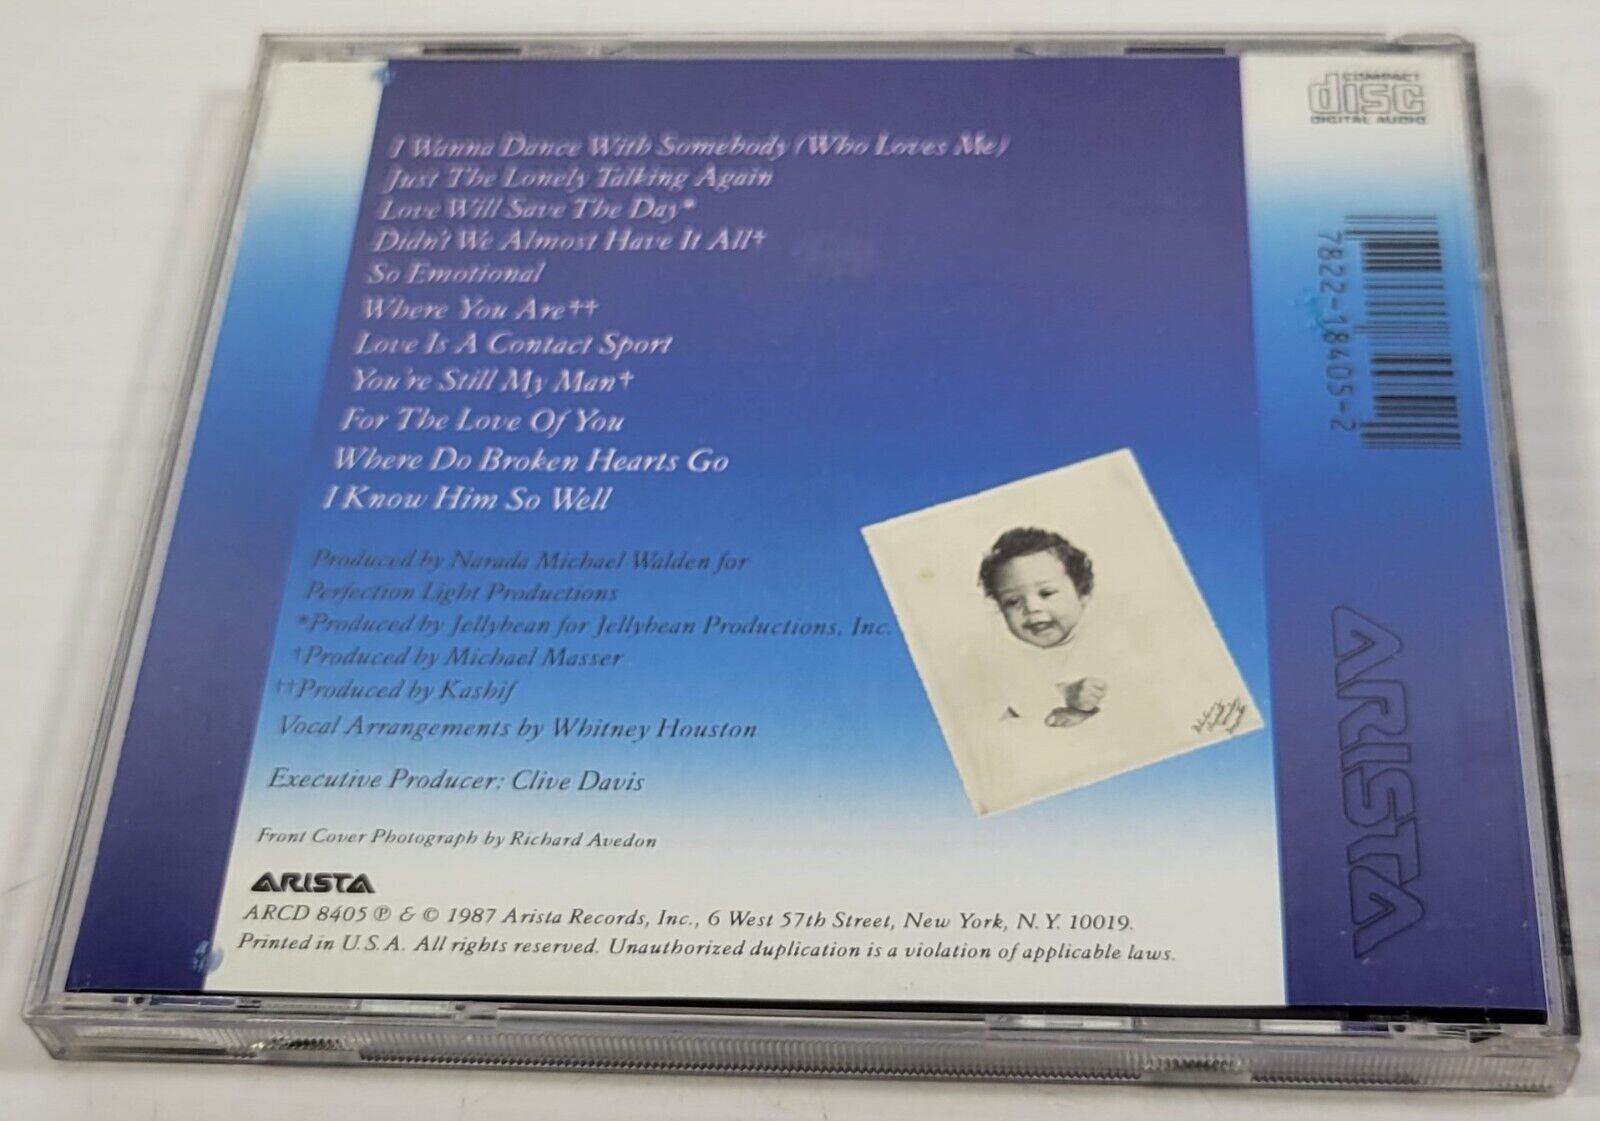 I Wanna Dance With Somebody (Who Loves Me)
Just The Lonely Talking Again
Love Will Save The Day*
Didn't We Almost Have It All†
So Emotional
Where You Are††
Love Is A Contact Sport
You're Still My Man†
For The Love Of You
Where Do Broken Hearts Go
I Know Him So Well
Produced by Narada Michael Walden for
Perfection Light Productions
*Produced by Jellybean for Jellybean Productions, Inc.
†Produced by Michael Masser
††Produced by Kashif
Vocal Arrangements by Whitney Houston
Executive Producer: Clive Davis
Front Cover Photograph by Richard Avedon
ARISTA
ARCD 8405 ℗ & © 1987 Arista Records, Inc., 6 West 57th Street, New York, N.Y. 10019.
Printed in U.S.A. All rights reserved. Unauthorized duplication is a violation of applicable laws.
COMPACT
disc
DIGITAL AUDIO
7822-18405-2
ARISTA